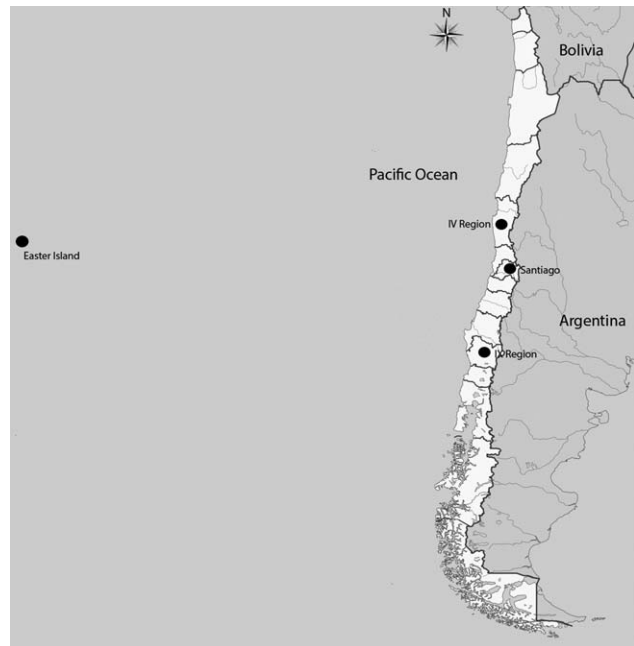 N
Bolivia
Pacific Ocean
IV Region
Easter Island
Santiago
Argentina
Region